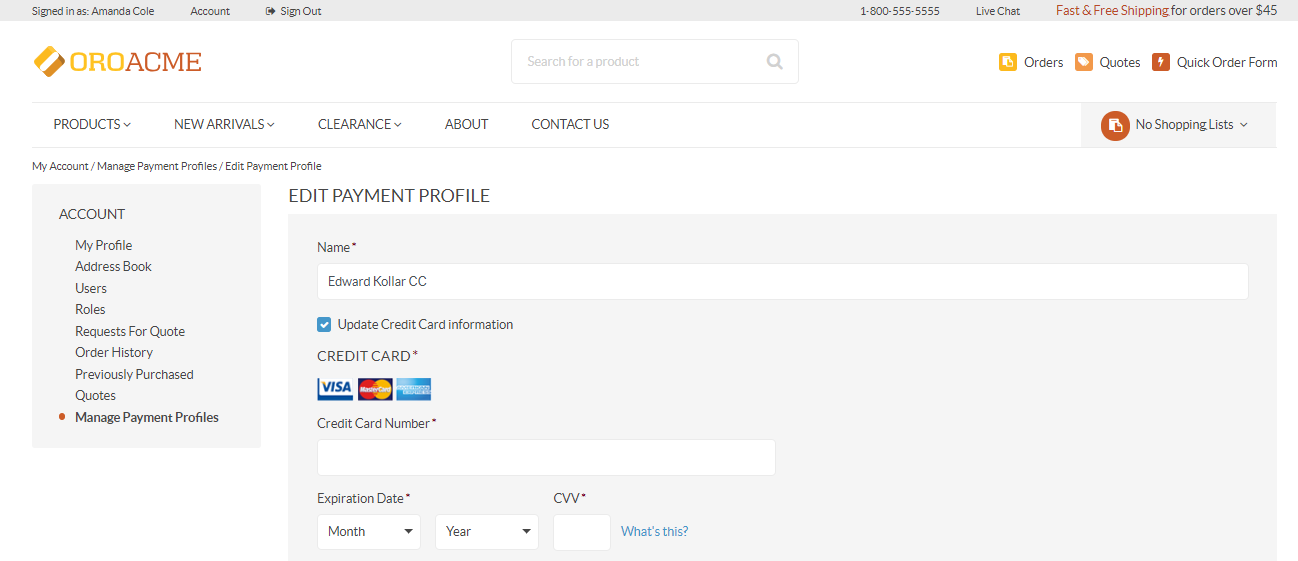 Signed in as: Amanda Cole Account Sign Out 1-800-555-5555 Live Chat Fast & Free Shipping for orders over $45
OROACME Search for a product Orders Quotes Quick Order Form
PRODUCTS NEW ARRIVALS CLEARANCE ABOUT CONTACT US No Shopping Lists
My Account / Manage Payment Profiles / Edit Payment Profile
ACCOUNT
My Profile
Address Book
Users
Roles
Requests For Quote
Order History
Previously Purchased
Quotes
Manage Payment Profiles
EDIT PAYMENT PROFILE
Name*
Edward Kollar CC
Update Credit Card information
CREDIT CARD*
VISA MasterCard AMERICAN EXPRESS
Credit Card Number*
Expiration Date* CVV*
Month Year What's this?